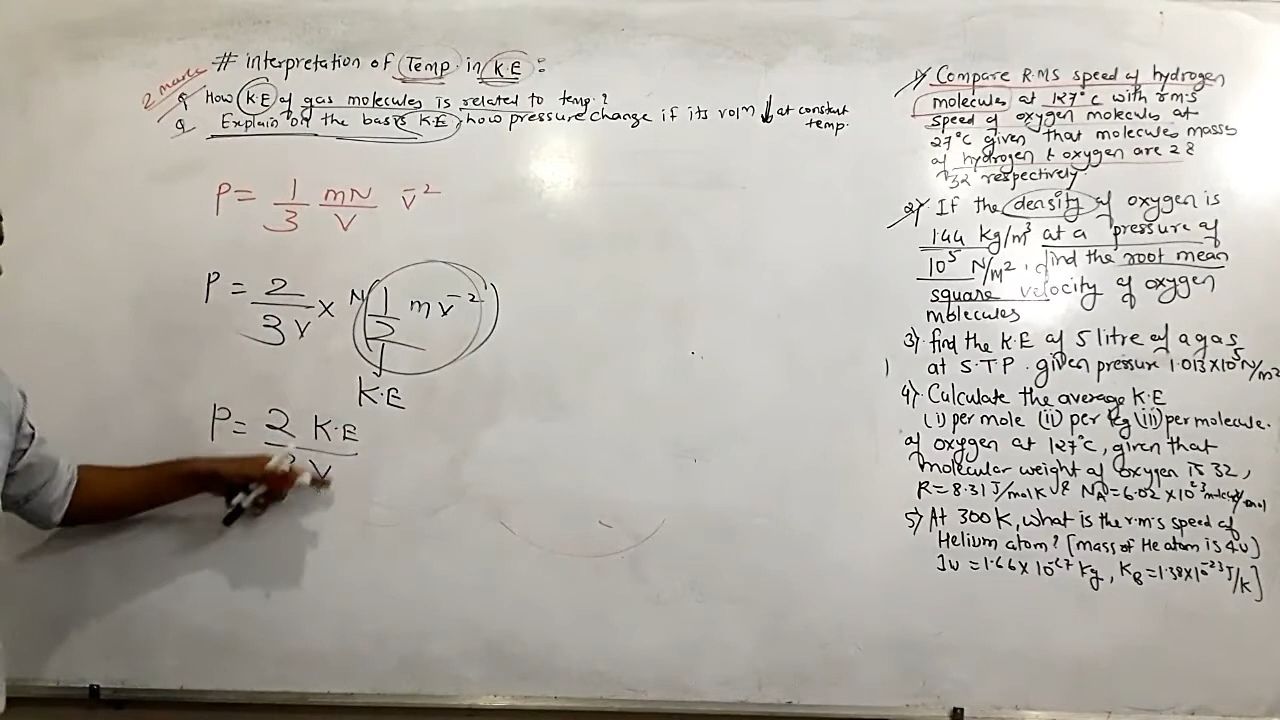 # interpretation of Temp. in K.E :
2 marks
Q How K.E of gas molecules is related to temp.?
Q Explain on the basis K.E, how pressure change if its volm ↓ at constant temp.
P = 1/3 mN/V v̄²
P = 2/3V × N(1/2 m v̄²)
K.E
P = 2 K.E
V
1) Compare R.M.S speed of hydrogen
molecules at 127°C with r.m.s
speed of oxygen molecules at
27°C given that molecules masses
of hydrogen & oxygen are 2 &
32 respectively.
2) If the density of oxygen is
1.44 kg/m³ at a pressure of
10⁵ N/m², find the root mean
square velocity of oxygen
molecules
3) find the K.E of 5 litre of a gas
at S.T.P. given pressure 1.013×10⁵ N/m²
4) Calculate the average K.E
(i) per mole (ii) per kg (iii) per molecule.
of oxygen at 127°C, given that
molecular weight of oxygen is 32,
R=8.31 J/mol K & N_A=6.02×10²³ molecule/mol
5) At 300K, what is the r.m.s speed of
Helium atom? [mass of He atom is 4u]
1u = 1.66×10⁻²⁷ kg, K_B=1.38×10⁻²³ J/K]